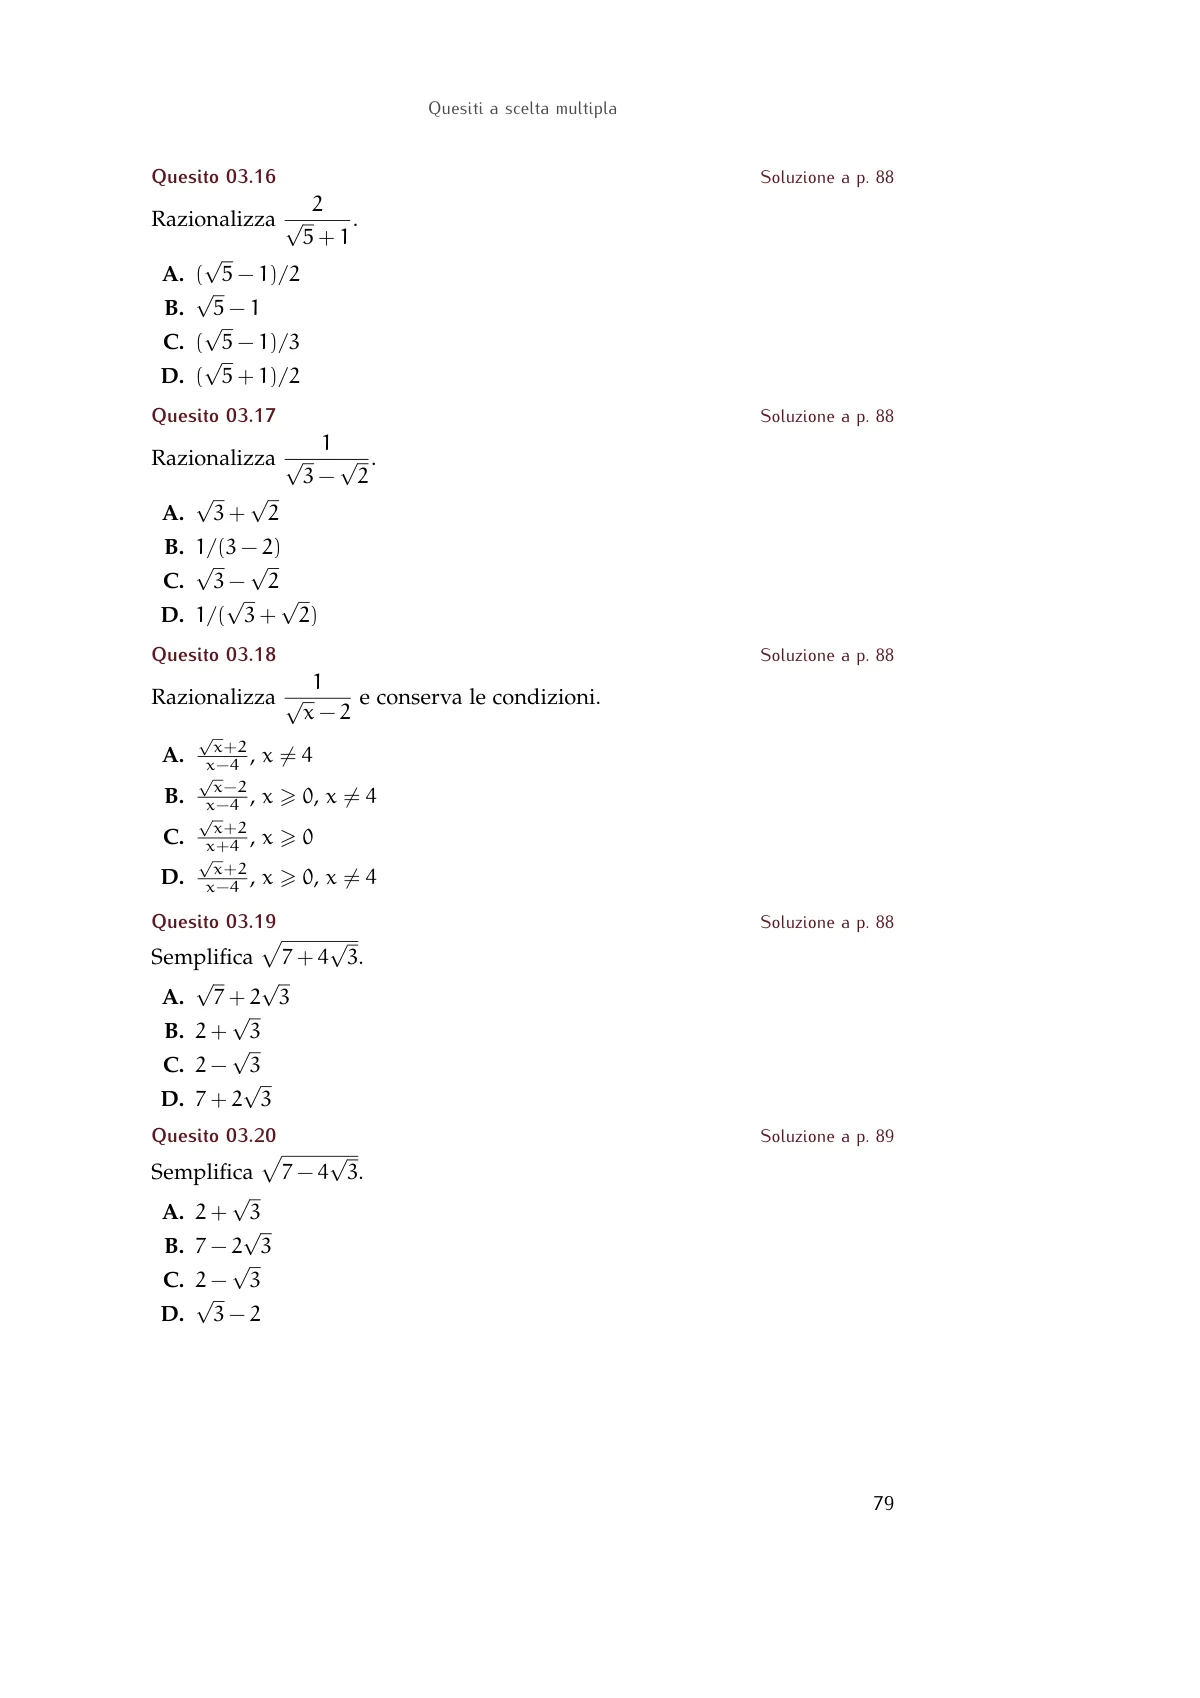 Quesiti a scelta multipla
Quesito 03.16 Soluzione a p. 88
Razionalizza 2/(√5 + 1).
A. (√5 − 1)/2
B. √5 − 1
C. (√5 − 1)/3
D. (√5 + 1)/2
Quesito 03.17 Soluzione a p. 88
Razionalizza 1/(√3 − √2).
A. √3 + √2
B. 1/(3 − 2)
C. √3 − √2
D. 1/(√3 + √2)
Quesito 03.18 Soluzione a p. 88
Razionalizza 1/(√x − 2) e conserva le condizioni.
A. (√x+2)/(x−4), x ≠ 4
B. (√x−2)/(x−4), x ⩾ 0, x ≠ 4
C. (√x+2)/(x+4), x ⩾ 0
D. (√x+2)/(x−4), x ⩾ 0, x ≠ 4
Quesito 03.19 Soluzione a p. 88
Semplifica √(7 + 4√3).
A. √7 + 2√3
B. 2 + √3
C. 2 − √3
D. 7 + 2√3
Quesito 03.20 Soluzione a p. 89
Semplifica √(7 − 4√3).
A. 2 + √3
B. 7 − 2√3
C. 2 − √3
D. √3 − 2
79